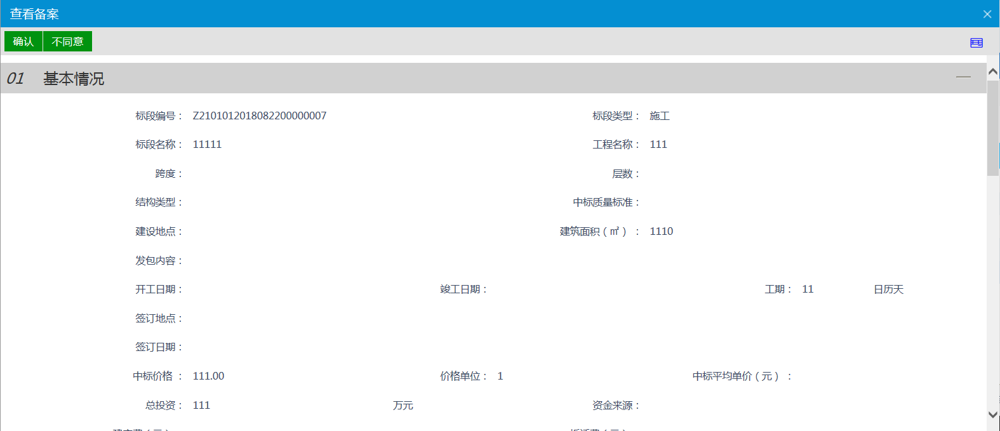 查看备案
确认 不同意
01 基本情况
标段编号： Z2101012018082200000007 标段类型： 施工
标段名称： 11111 工程名称： 111
跨度： 层数：
结构类型： 中标质量标准：
建设地点： 建筑面积（㎡）： 1110
发包内容：
开工日期： 竣工日期： 工期： 11 日历天
签订地点：
签订日期：
中标价格： 111.00 价格单位： 1 中标平均单价（元）：
总投资： 111 万元 资金来源：